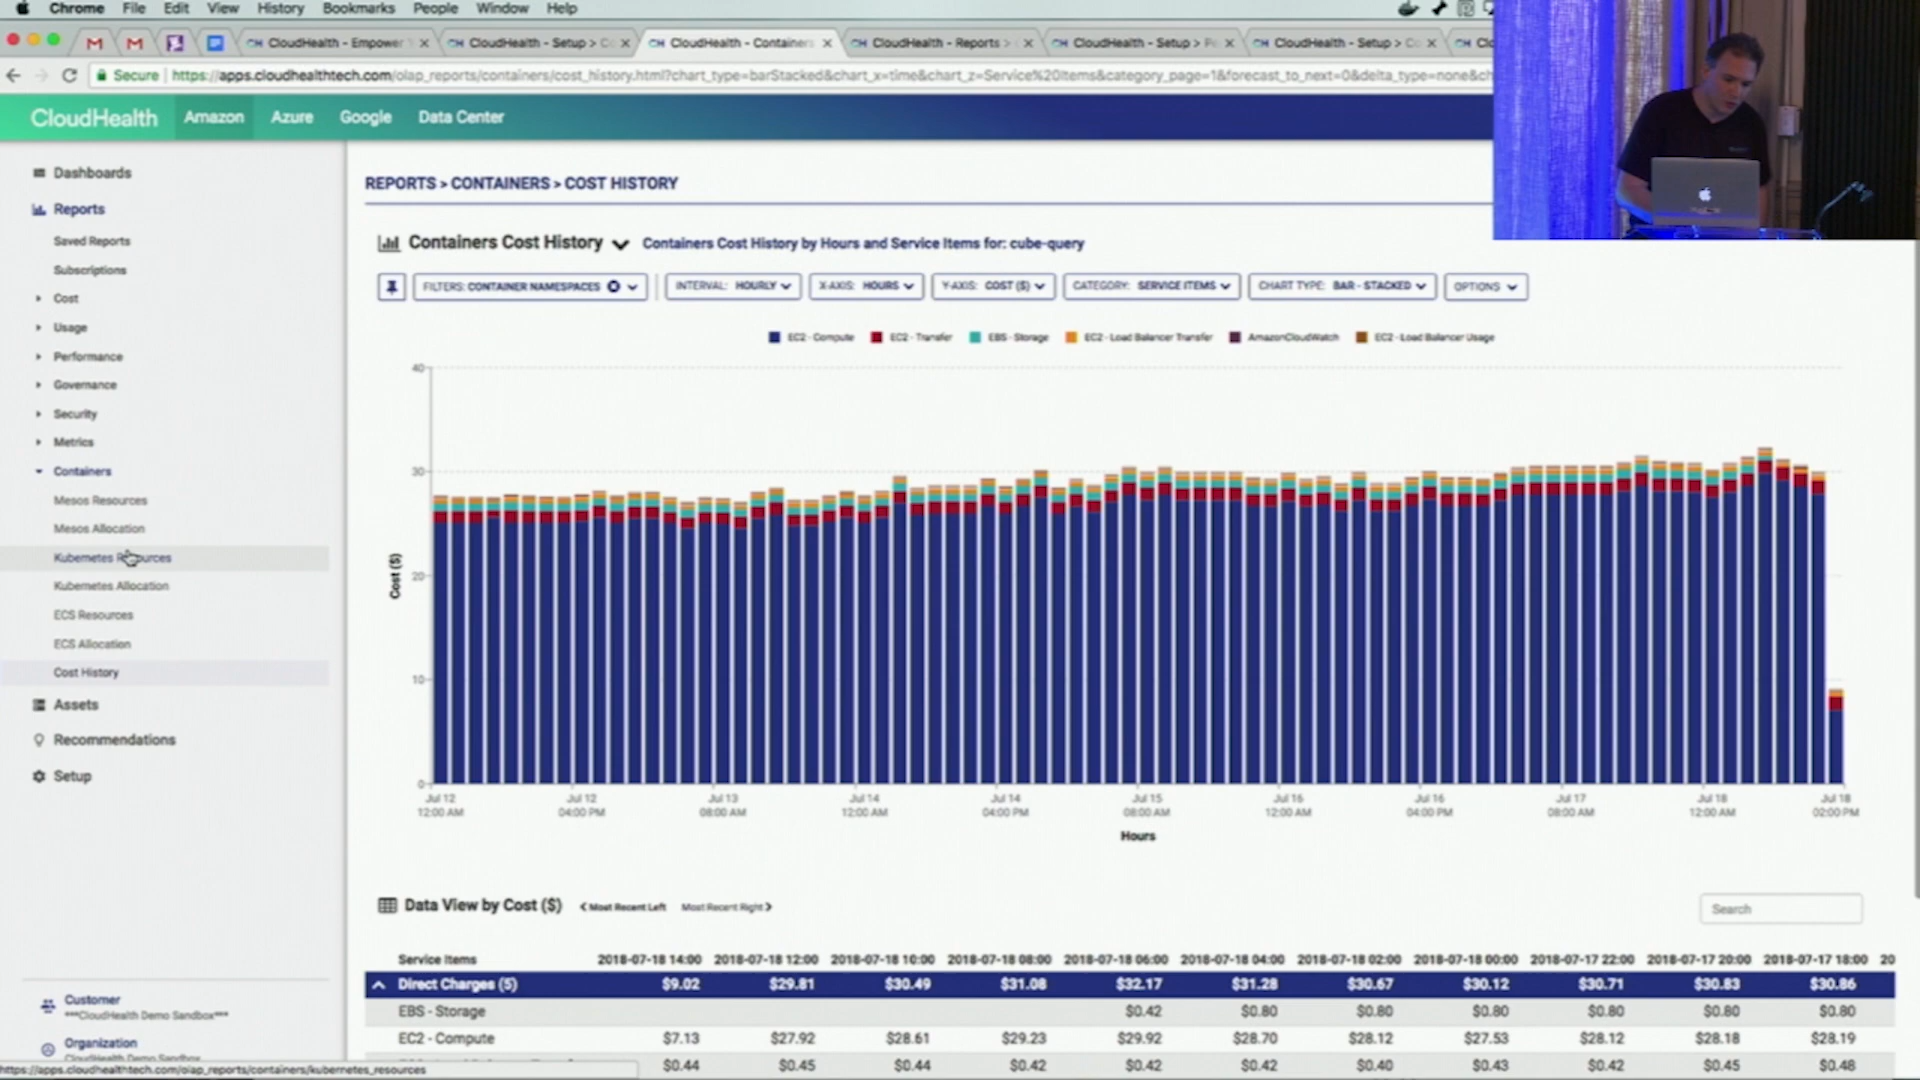 Chrome File Edit View History Bookmarks People Window Help
CloudHealth - Empower CloudHealth - Setup > CloudHealth - Containers CloudHealth - Reports > CloudHealth - Setup > CloudHealth - Setup >
Secure https://apps.cloudhealthtech.com/olap_reports/containers/cost_history.html?chart_type=barStacked&chart_x=time&chart_z=Service%20Items&category_page=1&forecast_to_next=0&delta_type=none&ch
CloudHealth Amazon Azure Google Data Center
Dashboards
Reports
Saved Reports
Subscriptions
Cost
Usage
Performance
Governance
Security
Metrics
Containers
Mesos Resources
Mesos Allocation
Kubernetes Resources
Kubernetes Allocation
ECS Resources
ECS Allocation
Cost History
Assets
Recommendations
Setup
Customer
***CloudHealth Demo Sandbox***
Organization
CloudHealth Demo Sandbox
https://apps.cloudhealthtech.com/olap_reports/containers/kubernetes_resources
REPORTS > CONTAINERS > COST HISTORY
Containers Cost History Containers Cost History by Hours and Service Items for: cube-query
FILTERS: CONTAINER NAMESPACES INTERVAL: HOURLY X-AXIS: HOURS Y-AXIS: COST ($) CATEGORY: SERVICE ITEMS CHART TYPE: BAR - STACKED OPTIONS
EC2 - Compute EC2 - Transfer EBS - Storage EC2 - Load Balancer Transfer AmazonCloudWatch EC2 - Load Balancer Usage
40
30
20
10
0
Cost ($)
Jul 12 Jul 12 Jul 13 Jul 14 Jul 14 Jul 15 Jul 16 Jul 16 Jul 17 Jul 18 Jul 18
12:00 AM 04:00 PM 08:00 AM 12:00 AM 04:00 PM 08:00 AM 12:00 AM 04:00 PM 08:00 AM 12:00 AM 02:00 PM
Hours
Data View by Cost ($) < Most Recent Left Most Recent Right >
Search
Service Items 2018-07-18 14:00 2018-07-18 12:00 2018-07-18 10:00 2018-07-18 08:00 2018-07-18 06:00 2018-07-18 04:00 2018-07-18 02:00 2018-07-18 00:00 2018-07-17 22:00 2018-07-17 20:00 2018-07-17 18:00 20
Direct Charges (5) $9.02 $29.81 $30.49 $31.08 $32.17 $31.28 $30.67 $30.12 $30.71 $30.83 $30.86
EBS - Storage $0.42 $0.80 $0.80 $0.80 $0.80 $0.80 $0.80
EC2 - Compute $7.13 $27.92 $28.61 $29.23 $29.92 $28.70 $28.12 $27.53 $28.12 $28.18 $28.19
$0.44 $0.45 $0.44 $0.42 $0.42 $0.42 $0.40 $0.43 $0.42 $0.45 $0.48